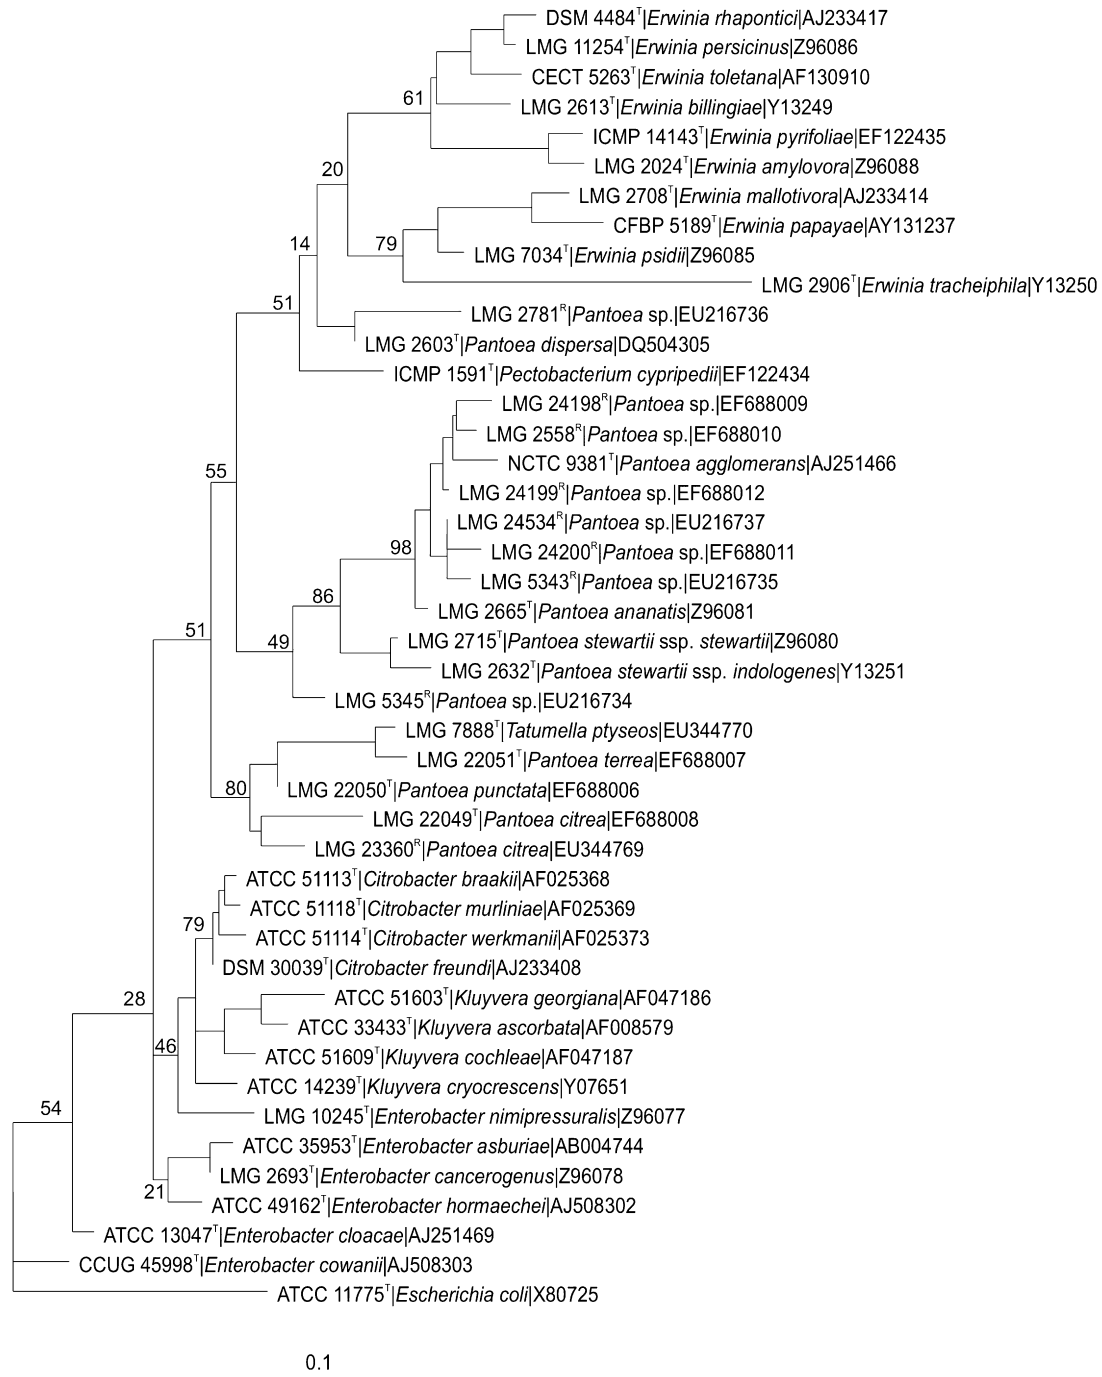 DSM 4484ᵀ|Erwinia rhapontici|AJ233417
LMG 11254ᵀ|Erwinia persicinus|Z96086
CECT 5263ᵀ|Erwinia toletana|AF130910
61
LMG 2613ᵀ|Erwinia billingiae|Y13249
ICMP 14143ᵀ|Erwinia pyrifoliae|EF122435
LMG 2024ᵀ|Erwinia amylovora|Z96088
20
LMG 2708ᵀ|Erwinia mallotivora|AJ233414
CFBP 5189ᵀ|Erwinia papayae|AY131237
14
79
LMG 7034ᵀ|Erwinia psidii|Z96085
LMG 2906ᵀ|Erwinia tracheiphila|Y13250
51
LMG 2781ᴿ|Pantoea sp.|EU216736
LMG 2603ᵀ|Pantoea dispersa|DQ504305
ICMP 1591ᵀ|Pectobacterium cypripedii|EF122434
LMG 24198ᴿ|Pantoea sp.|EF688009
LMG 2558ᴿ|Pantoea sp.|EF688010
55
NCTC 9381ᵀ|Pantoea agglomerans|AJ251466
LMG 24199ᴿ|Pantoea sp.|EF688012
LMG 24534ᴿ|Pantoea sp.|EU216737
98
LMG 24200ᴿ|Pantoea sp.|EF688011
LMG 5343ᴿ|Pantoea sp.|EU216735
86
LMG 2665ᵀ|Pantoea ananatis|Z96081
51
49
LMG 2715ᵀ|Pantoea stewartii ssp. stewartii|Z96080
LMG 2632ᵀ|Pantoea stewartii ssp. indologenes|Y13251
LMG 5345ᴿ|Pantoea sp.|EU216734
LMG 7888ᵀ|Tatumella ptyseos|EU344770
LMG 22051ᵀ|Pantoea terrea|EF688007
80
LMG 22050ᵀ|Pantoea punctata|EF688006
LMG 22049ᵀ|Pantoea citrea|EF688008
LMG 23360ᴿ|Pantoea citrea|EU344769
ATCC 51113ᵀ|Citrobacter braakii|AF025368
ATCC 51118ᵀ|Citrobacter murliniae|AF025369
79
ATCC 51114ᵀ|Citrobacter werkmanii|AF025373
DSM 30039ᵀ|Citrobacter freundi|AJ233408
28
ATCC 51603ᵀ|Kluyvera georgiana|AF047186
ATCC 33433ᵀ|Kluyvera ascorbata|AF008579
46
ATCC 51609ᵀ|Kluyvera cochleae|AF047187
ATCC 14239ᵀ|Kluyvera cryocrescens|Y07651
54
LMG 10245ᵀ|Enterobacter nimipressuralis|Z96077
ATCC 35953ᵀ|Enterobacter asburiae|AB004744
LMG 2693ᵀ|Enterobacter cancerogenus|Z96078
21
ATCC 49162ᵀ|Enterobacter hormaechei|AJ508302
ATCC 13047ᵀ|Enterobacter cloacae|AJ251469
CCUG 45998ᵀ|Enterobacter cowanii|AJ508303
ATCC 11775ᵀ|Escherichia coli|X80725
0.1